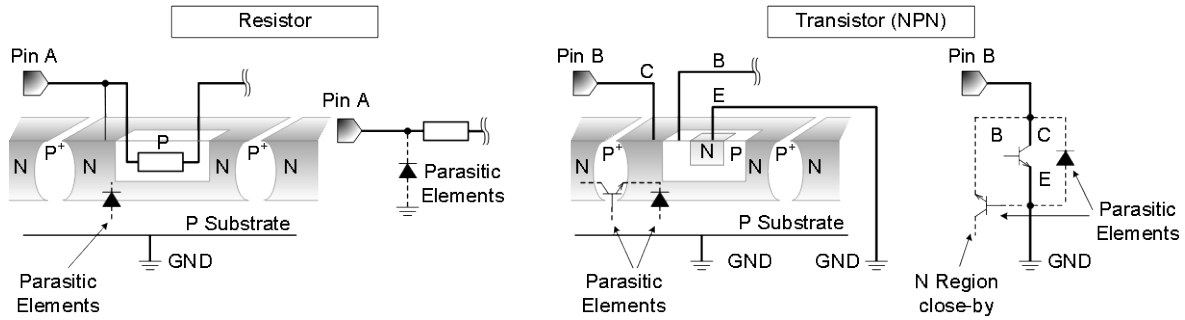 Resistor
Transistor (NPN)
Pin A
Pin B
Pin B
C
B
E
Pin A
N
P+
N
P
N
P+
N
Parasitic
Elements
P Substrate
GND
Parasitic
Elements
N
P+
N
N
P
N
P+
N
P Substrate
GND
GND
Parasitic
Elements
B
C
E
Parasitic
Elements
GND
N Region
close-by